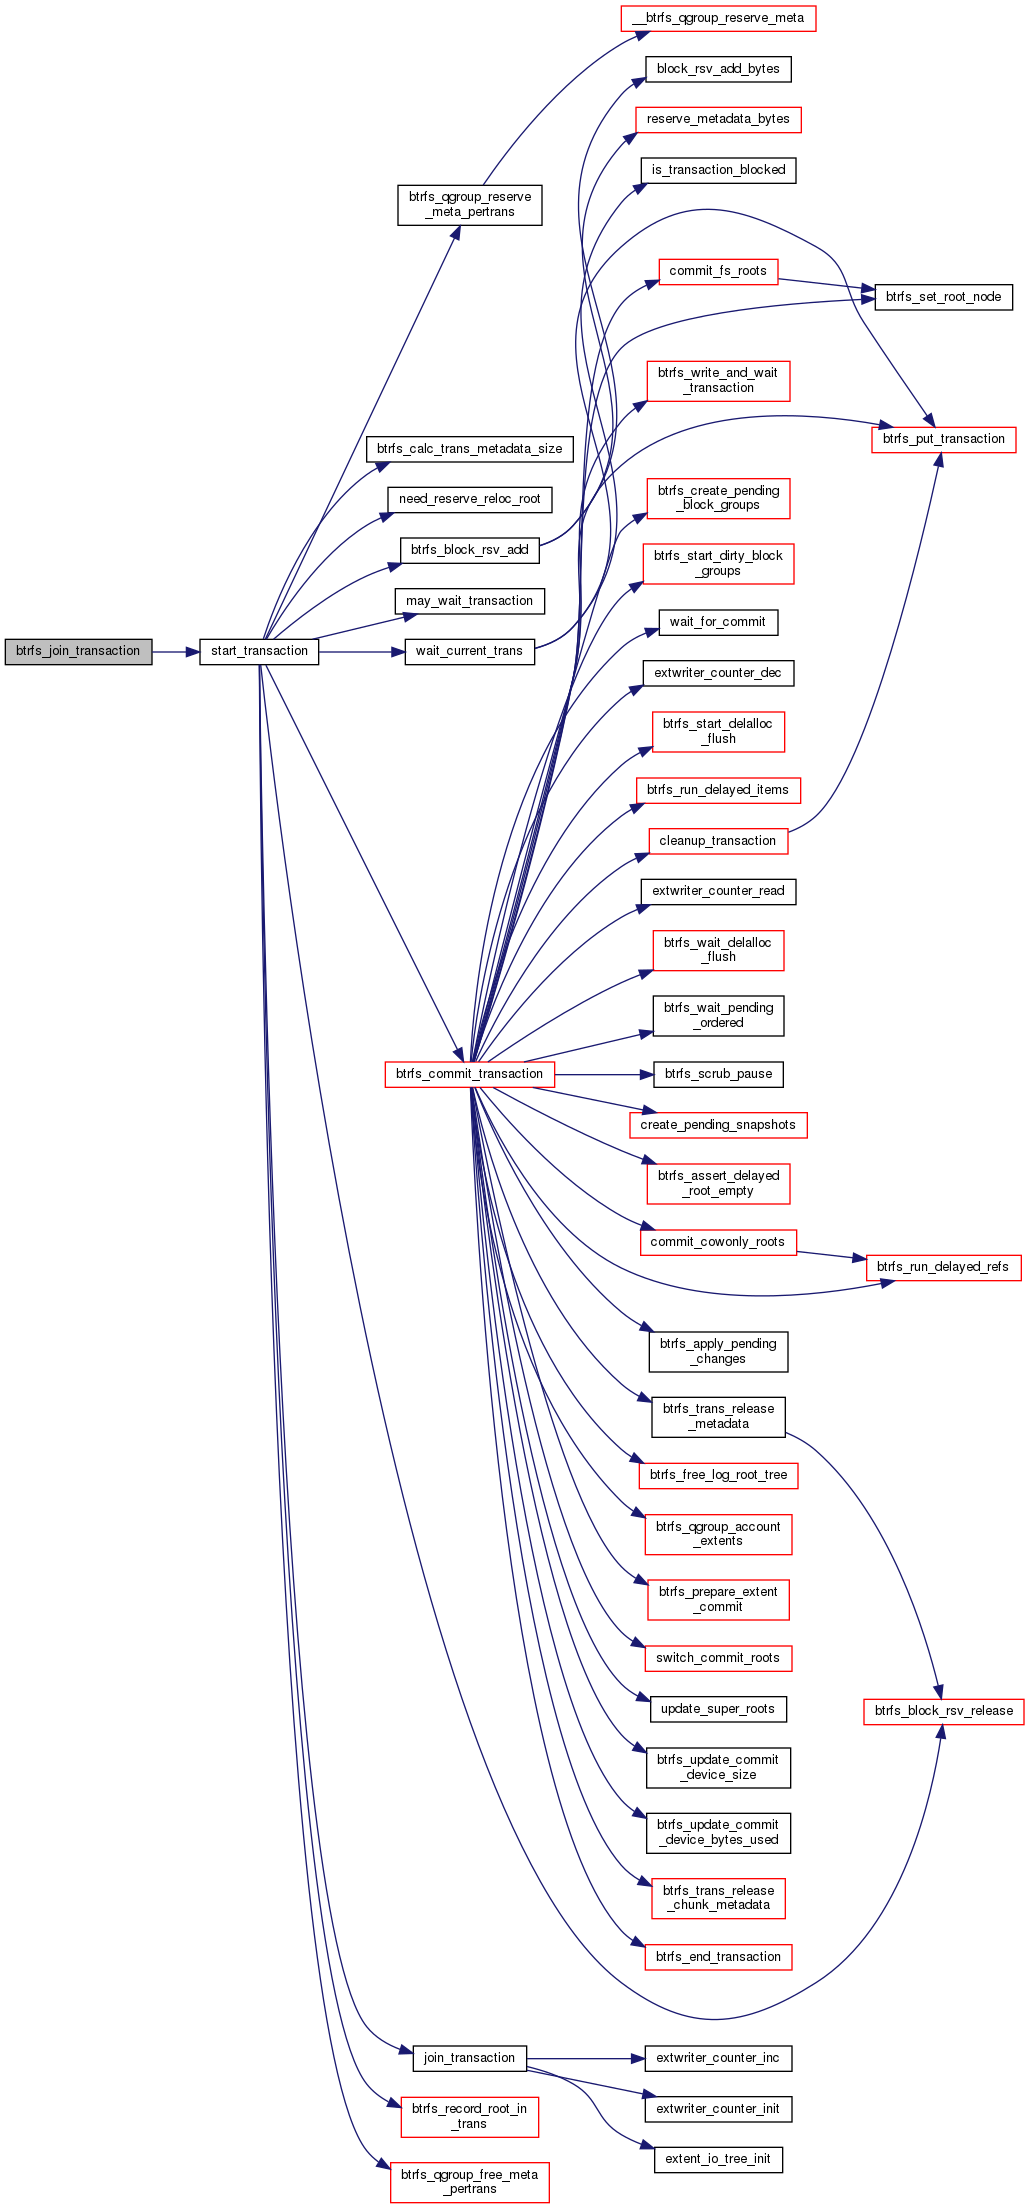 __btrfs_qgroup_reserve_meta
block_rsv_add_bytes
reserve_metadata_bytes
is_transaction_blocked
btrfs_qgroup_reserve
_meta_pertrans
commit_fs_roots
btrfs_set_root_node
btrfs_write_and_wait
_transaction
btrfs_put_transaction
btrfs_calc_trans_metadata_size
need_reserve_reloc_root
btrfs_create_pending
_block_groups
btrfs_block_rsv_add
btrfs_start_dirty_block
_groups
may_wait_transaction
wait_for_commit
btrfs_join_transaction
start_transaction
wait_current_trans
extwriter_counter_dec
btrfs_start_delalloc
_flush
btrfs_run_delayed_items
cleanup_transaction
extwriter_counter_read
btrfs_wait_delalloc
_flush
btrfs_wait_pending
_ordered
btrfs_commit_transaction
btrfs_scrub_pause
create_pending_snapshots
btrfs_assert_delayed
_root_empty
commit_cowonly_roots
btrfs_run_delayed_refs
btrfs_apply_pending
_changes
btrfs_trans_release
_metadata
btrfs_free_log_root_tree
btrfs_qgroup_account
_extents
btrfs_prepare_extent
_commit
switch_commit_roots
update_super_roots
btrfs_block_rsv_release
btrfs_update_commit
_device_size
btrfs_update_commit
_device_bytes_used
btrfs_trans_release
_chunk_metadata
btrfs_end_transaction
join_transaction
extwriter_counter_inc
btrfs_record_root_in
_trans
extwriter_counter_init
extent_io_tree_init
btrfs_qgroup_free_meta
_pertrans